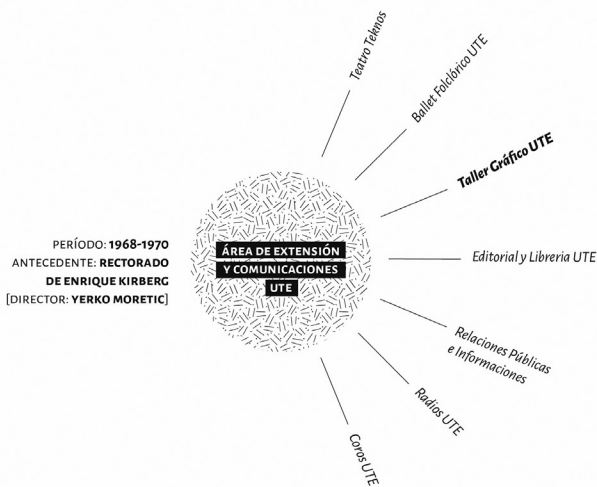 PERÍODO: 1968-1970
ANTECEDENTE: RECTORADO
DE ENRIQUE KIRBERG
[DIRECTOR: YERKO MORETIC]
ÁREA DE EXTENSIÓN
Y COMUNICACIONES
UTE
Teatro Teknos
Ballet Folclórico UTE
Taller Gráfico UTE
Editorial y Libreria UTE
Relaciones Públicas
e Informaciones
Radios UTE
Coros UTE